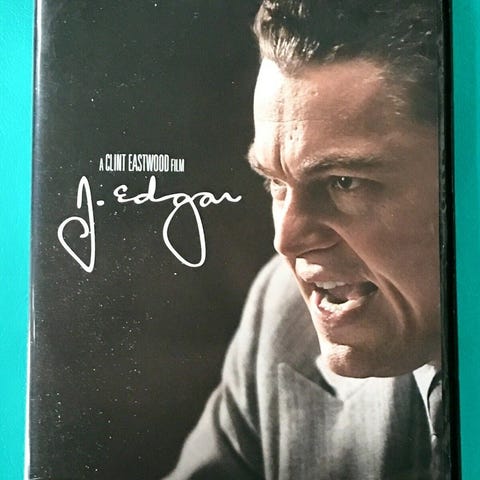 A CLINT EASTWOOD FILM
J. Edgar